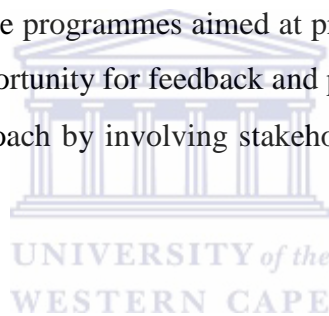 e programmes aimed at pr
ortunity for feedback and p
oach by involving stakeho
UNIVERSITY of the
WESTERN CAPE